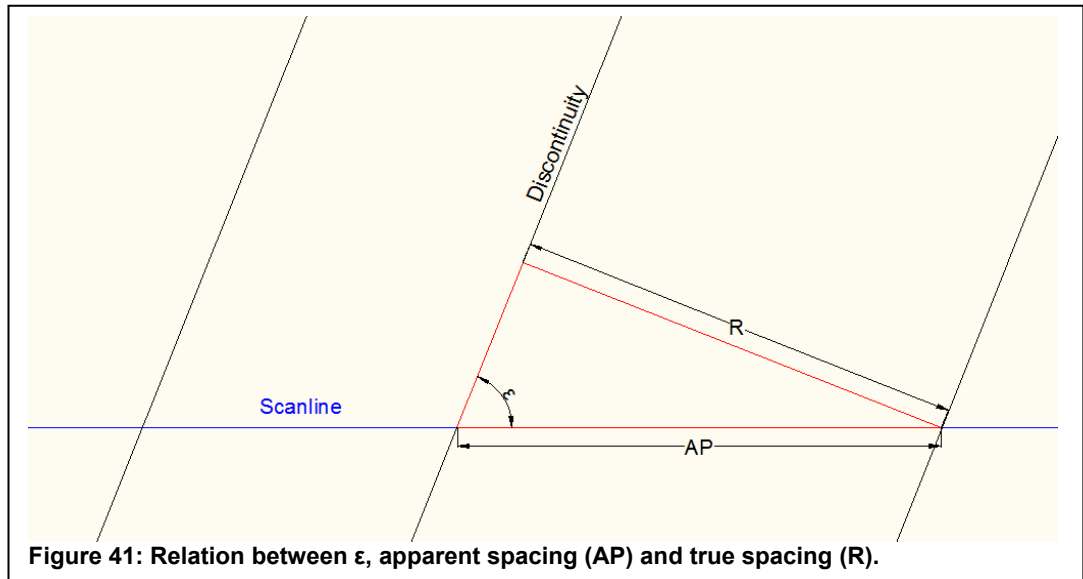 Discontinuity
R
ε
Scanline
AP
Figure 41: Relation between ε, apparent spacing (AP) and true spacing (R).